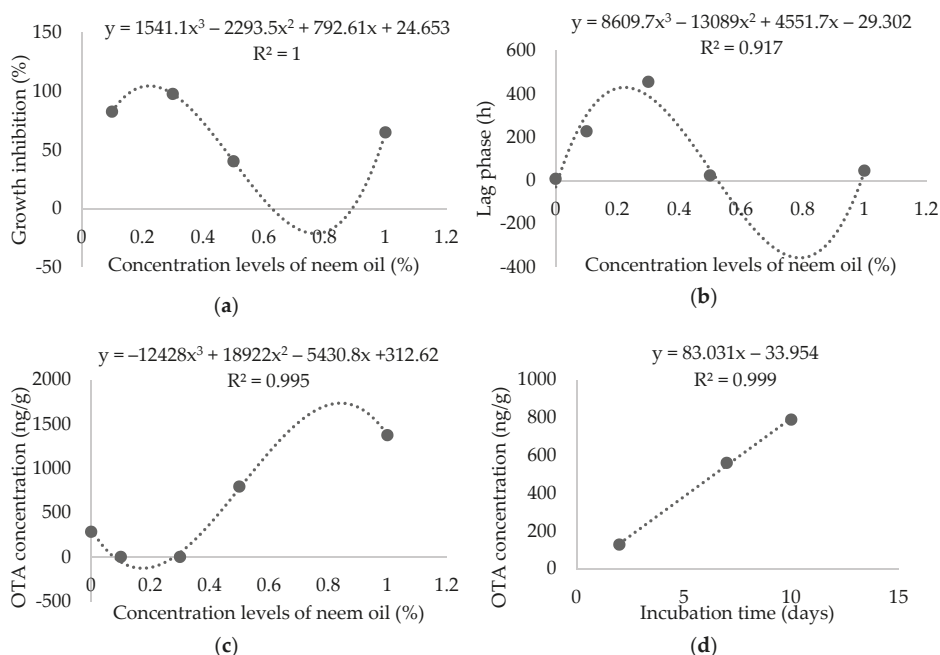 y = 1541.1x³ − 2293.5x² + 792.61x + 24.653
R² = 1
150
100
50
0
-50
0
0.2
0.4
0.6
0.8
1
1.2
Growth inhibition (%)
Concentration levels of neem oil (%)
(a)
y = 8609.7x³ − 13089x² + 4551.7x − 29.302
R² = 0.917
600
400
200
0
-200
-400
0
0.2
0.4
0.6
0.8
1
1.2
Lag phase (h)
Concentration levels of neem oil (%)
(b)
y = −12428x³ + 18922x² − 5430.8x +312.62
R² = 0.995
2000
1500
1000
500
0
-500
0
0.2
0.4
0.6
0.8
1
1.2
OTA concentration (ng/g)
Concentration levels of neem oil (%)
(c)
y = 83.031x − 33.954
R² = 0.999
1000
800
600
400
200
0
0
5
10
15
OTA concentration (ng/g)
Incubation time (days)
(d)